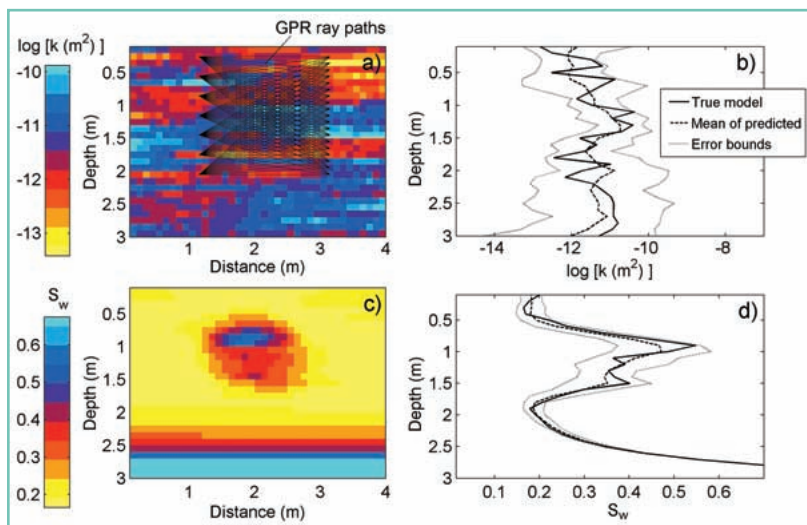 log [k (m²)]
-10
-11
-12
-13
GPR ray paths
a)
Depth (m)
0.5
1
1.5
2
2.5
3
0
1
2
3
4
Distance (m)
b)
Depth (m)
0.5
1
1.5
2
2.5
3
True model
Mean of predicted
Error bounds
-14
-12
-10
-8
log [k (m²) ]
S_w
0.6
0.5
0.4
0.3
0.2
c)
Depth (m)
0.5
1
1.5
2
2.5
3
0
1
2
3
4
Distance (m)
d)
Depth (m)
0.5
1
1.5
2
2.5
3
0.1
0.2
0.3
0.4
0.5
0.6
S_w